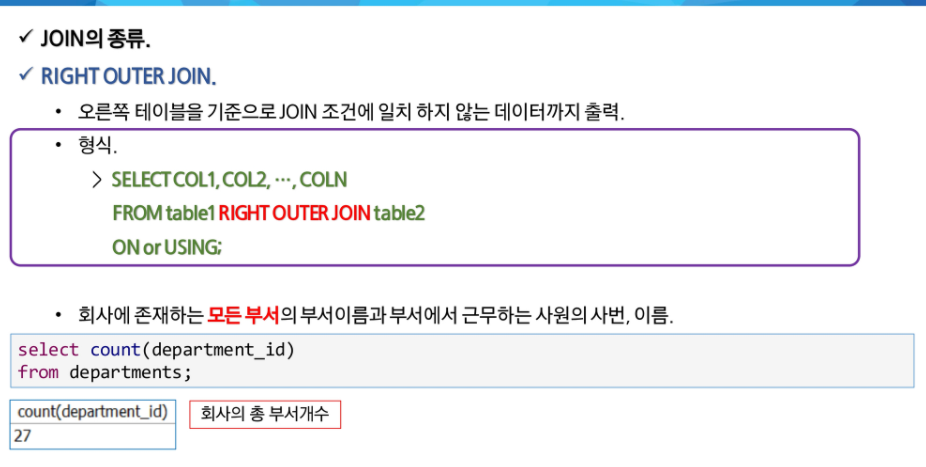 ✓ JOIN의 종류.
✓ RIGHT OUTER JOIN.
• 오른쪽 테이블을 기준으로 JOIN 조건에 일치 하지 않는 데이터까지 출력.
• 형식.
> SELECT COL1, COL2, …, COLN
FROM table1 RIGHT OUTER JOIN table2
ON or USING;
• 회사에 존재하는 모든 부서의 부서이름과 부서에서 근무하는 사원의 사번, 이름.
select count(department_id)
from departments;
count(department_id) 회사의 총 부서개수
27